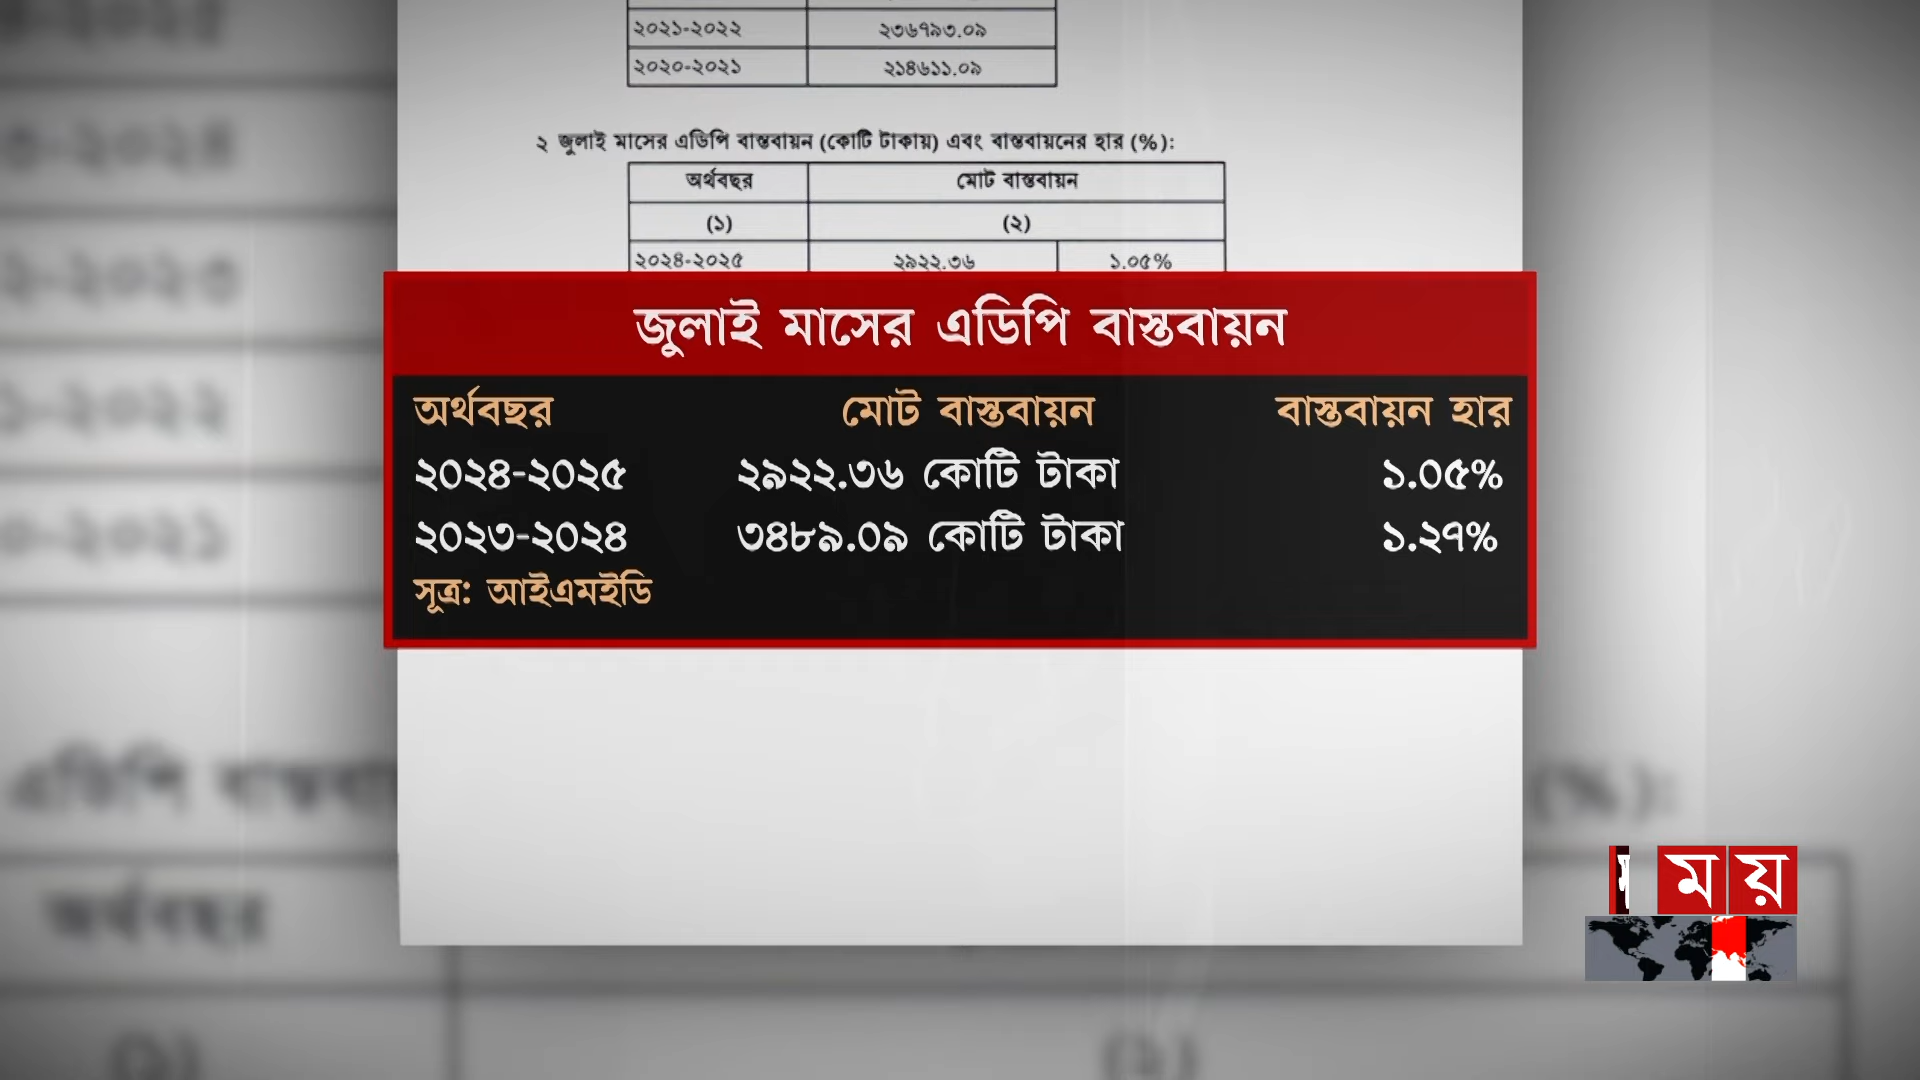 ২০২১-২০২২ ২৩৬৭৯৩.০৯
২০২০-২০২১ ২১৪৬১১.০৯
২ জুলাই মাসের এডিপি বাস্তবায়ন (কোটি টাকায়) এবং বাস্তবায়নের হার (%):
অর্থবছর মোট বাস্তবায়ন
(১) (২)
২০২৪-২০২৫ ২৯২২.৩৬ ১.০৫%
জুলাই মাসের এডিপি বাস্তবায়ন
অর্থবছর মোট বাস্তবায়ন বাস্তবায়ন হার
২০২৪-২০২৫ ২৯২২.৩৬ কোটি টাকা ১.০৫%
২০২৩-২০২৪ ৩৪৮৯.০৯ কোটি টাকা ১.২৭%
সূত্র: আইএমইডি
ময়